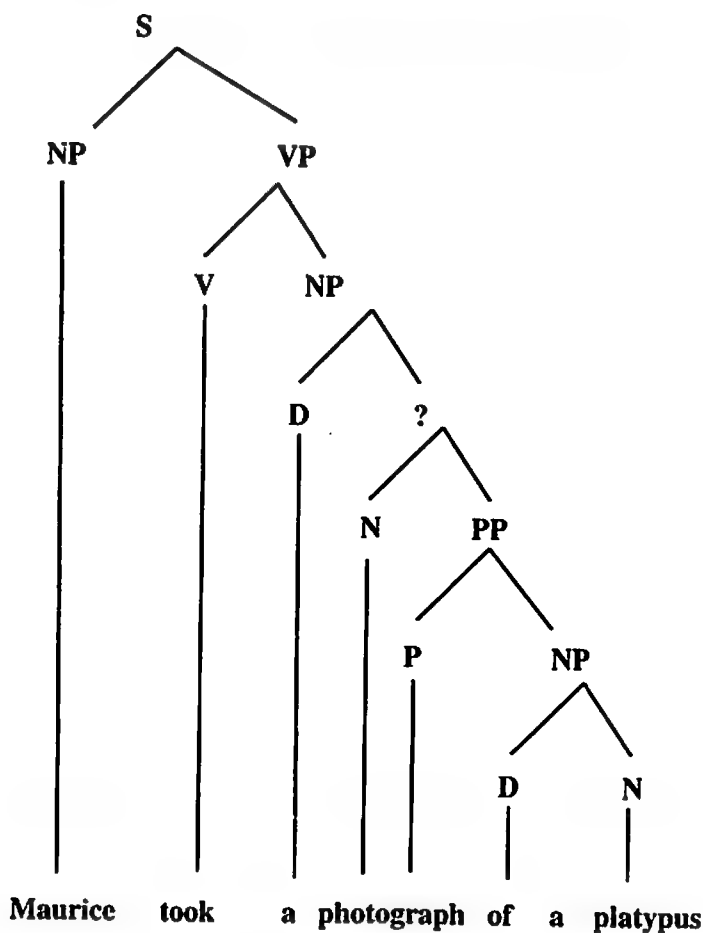 S
NP VP
V NP
D ?
N PP
P NP
D N
Maurice took a photograph of a platypus